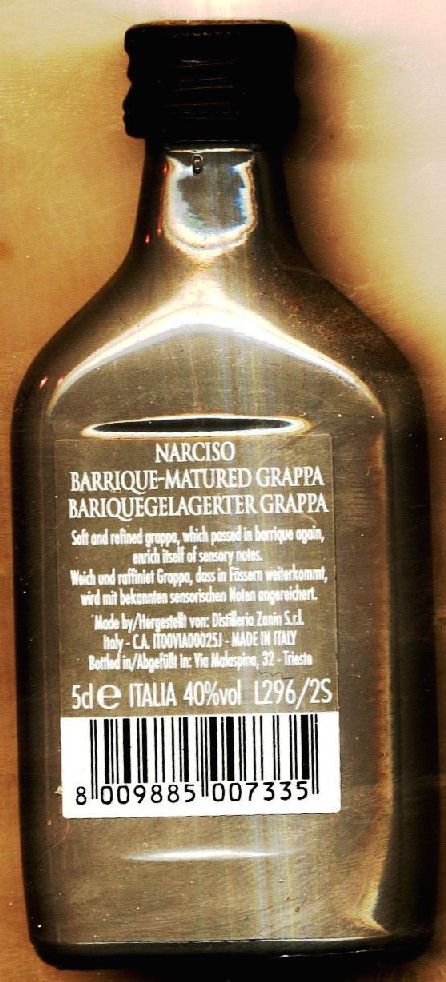 NARCISO
BARRIQUE-MATURED GRAPPA
BARIQUEGELAGERTER GRAPPA
Soft and refined grappa, which passed in barrique again,
enrich itself of sensory notes.
Weich und raffiniet Grappa, dass in Fässern weiterkommt,
wird mit bekannten sensorischen Noten angereichert.
Made by/Hergestellt von: Distilleria Zanin S.r.l.
Italy - C.A. IT00VIA00025J - MADE IN ITALY
Bottled in/Abgefüllt in: Via Malaspina, 32 - Trieste
5cl e ITALIA 40%vol L296/2S
8 009885 007335